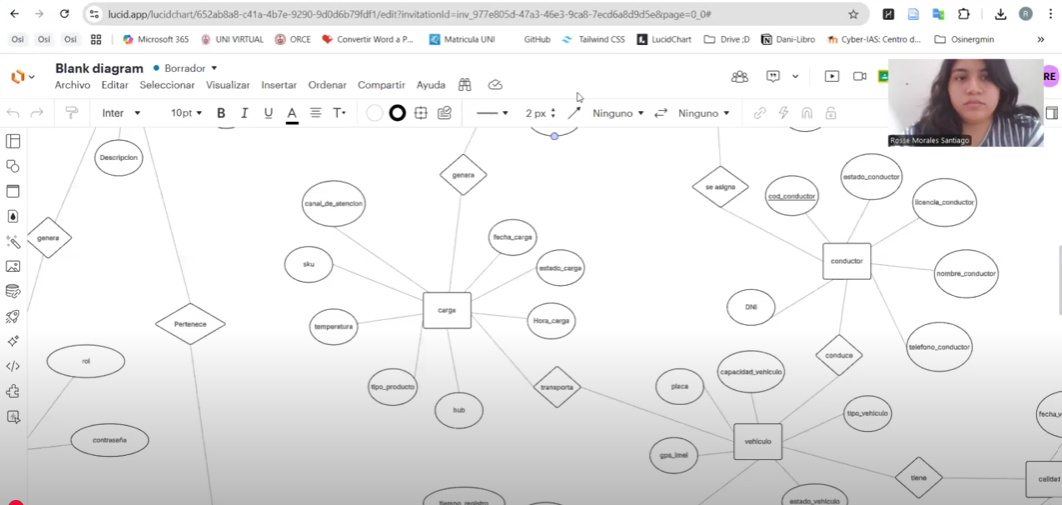 lucid.app/lucidchart/652ab8a8-c41a-4b7e-9290-9d0d6b79fdf1/edit?invitationId=inv_977e805d-47a3-46e3-9ca8-7ecd6a8d9d5e&page=0_0#
R
Osi Osi Osi Microsoft 365 UNI VIRTUAL ORCE Convertir Word a P... Matricula UNI GitHub Tailwind CSS LucidChart Drive ;D Dani-Libro Cyber-IAS: Centro d... Osinergmin »
Blank diagram Borrador
Archivo Editar Seleccionar Visualizar Insertar Ordenar Compartir Ayuda
RE
Inter 10pt B I U A T 2 px Ninguno Ninguno
Rosse Morales Santiago
Descripcion
genera
se asigna
estado_conductor
cod_conductor
licencia_conductor
canal_de_atencion
genera
fecha_carga
sku
estado_carga
conductor
nombre_conductor
carga
DNI
Pertenece
temperatura
Hora_carga
telefono_conductor
rol
conduce
tipo_producto
transporta
placa
capacidad_vehiculo
hub
tipo_vehiculo
contraseña
vehiculo
gps_imei
tiene
estado_vehiculo